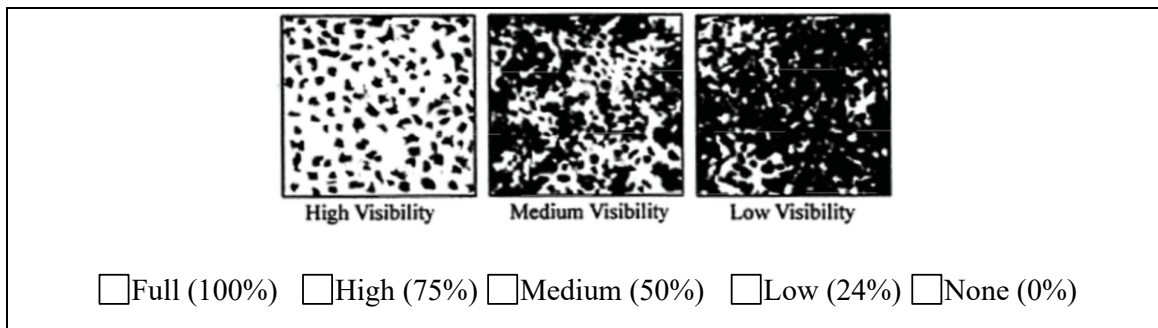 High Visibility Medium Visibility Low Visibility
Full (100%) High (75%) Medium (50%) Low (24%) None (0%)